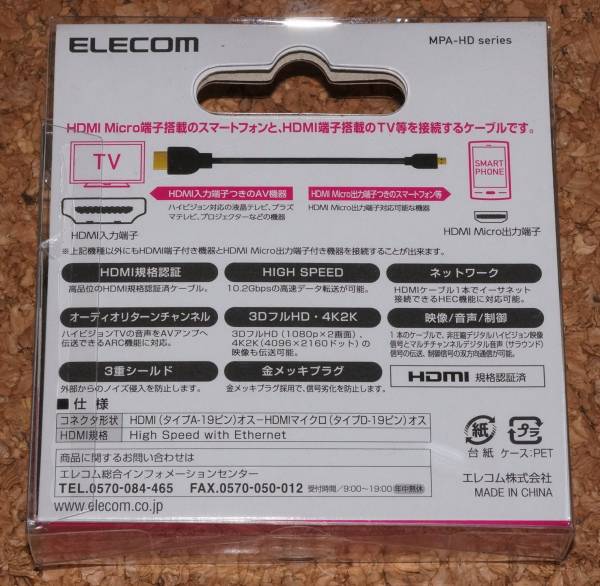 ELECOM
MPA-HD series
HDMI Micro端子搭載のスマートフォンと、HDMI端子搭載のTV等を接続するケーブルです。
TV
SMART
PHONE
HDMI入力端子つきのAV機器
ハイビジョン対応の液晶テレビ、プラズ
マテレビ、プロジェクターなどの機器
HDMI Micro出力端子つきのスマートフォン等
HDMI Micro出力端子対応可能な機器
HDMI入力端子
HDMI Micro出力端子
※上記機種以外にもHDMI端子付き機器とHDMI Micro出力端子付き機器を接続することが出来ます。
HDMI規格認証
高品位のHDMI規格認証済ケーブル。
HIGH SPEED
10.2Gbpsの高速データ転送が可能。
ネットワーク
HDMIケーブル1本でイーサネット
接続できるHEC機能に対応可能。
オーディオリターンチャンネル
ハイビジョンTVの音声をAVアンプへ
伝送できるARC機能に対応。
3DフルHD・4K2K
3DフルHD（1080p×2画面）、
4K2K（4096×2160ドット）の
映像も伝送可能。
映像/音声/制御
1本のケーブルで、非圧縮デジタルハイビジョン映像
信号とマルチチャンネルデジタル音声（サラウンド）
信号の伝送、制御信号の双方向通信が可能。
3重シールド
外部からのノイズ侵入を防止します。
金メッキプラグ
金メッキプラグ採用で、信号劣化を防止します。
HDMI 規格認証済
■仕様
コネクタ形状 HDMI（タイプA-19ピン）オス−HDMIマイクロ（タイプD-19ピン）オス
HDMI規格 High Speed with Ethernet
商品に関するお問い合わせは
エレコム総合インフォメーションセンター
TEL.0570-084-465 FAX.0570-050-012 受付時間／9:00〜19:00 年中無休
www.elecom.co.jp
紙
プラ
台紙 ケース:PET
エレコム株式会社
MADE IN CHINA